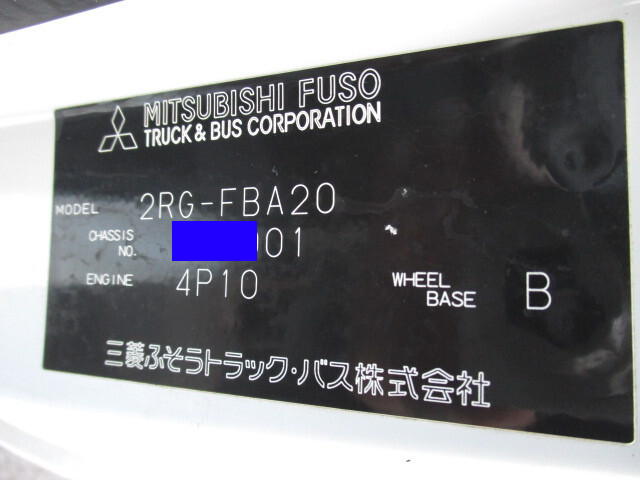 MITSUBISHI FUSO
TRUCK & BUS CORPORATION
MODEL 2RG-FBA20
CHASSIS NO. 001
ENGINE 4P10
WHEEL BASE B
三菱ふそうトラック・バス株式会社